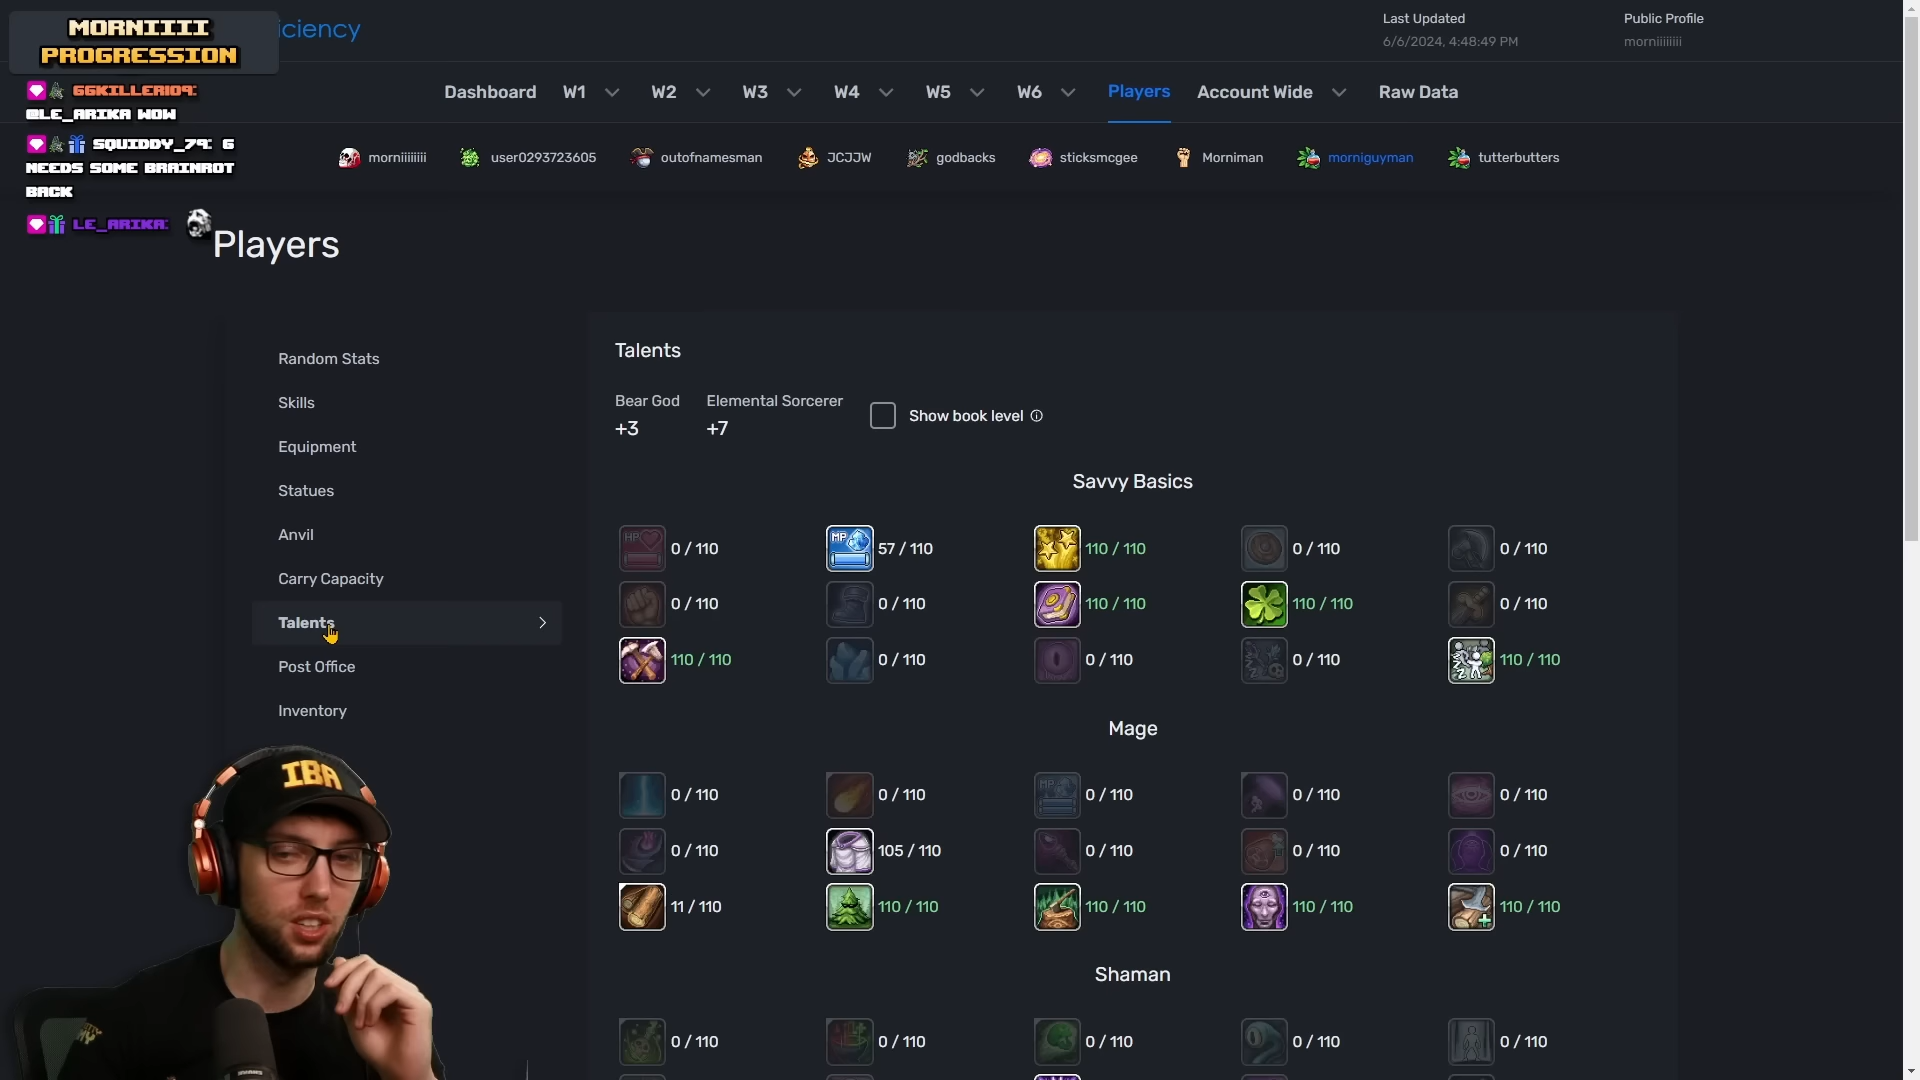 MORNIIII
PROGRESSION
iciency
Last Updated
6/6/2024, 4:48:49 PM
Public Profile
morniiiiiiii
66KILLER109:
@LE_ARIKA WOW
SQUIDDY_79: 6
NEEDS SOME BRAINROT
BACK
LE_ARIKA:
Dashboard W1 W2 W3 W4 W5 W6 Players Account Wide Raw Data
morniiiiiiii user0293723605 outofnamesman JCJJW godbacks sticksmcgee Morniman morniguyman tutterbutters
Players
Random Stats
Skills
Equipment
Statues
Anvil
Carry Capacity
Talents
Post Office
Inventory
Talents
Bear God
+3
Elemental Sorcerer
+7
Show book level
Savvy Basics
0 / 110 57 / 110 110 / 110 0 / 110 0 / 110
0 / 110 0 / 110 110 / 110 110 / 110 0 / 110
110 / 110 0 / 110 0 / 110 0 / 110 110 / 110
Mage
0 / 110 0 / 110 0 / 110 0 / 110 0 / 110
0 / 110 105 / 110 0 / 110 0 / 110 0 / 110
11 / 110 110 / 110 110 / 110 110 / 110 110 / 110
Shaman
0 / 110 0 / 110 0 / 110 0 / 110 0 / 110
IBA